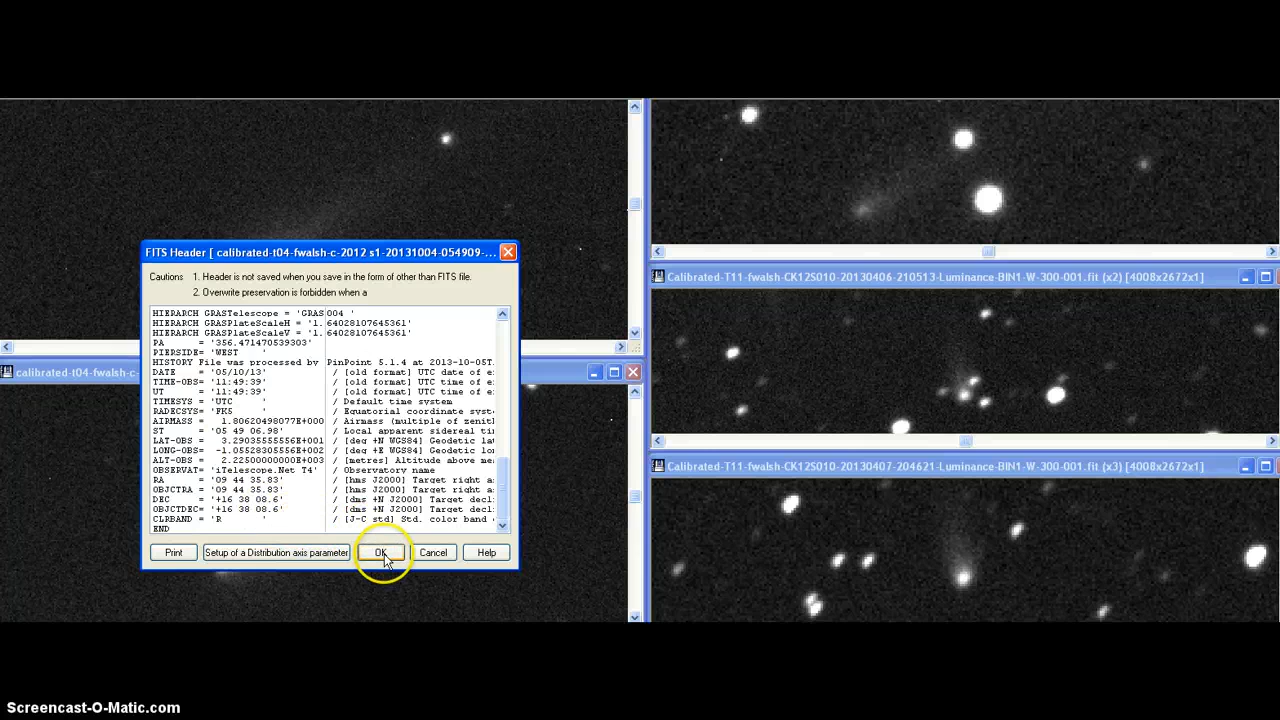 FITS Header [ calibrated-t04-fwalsh-c-2012 s1-20131004-054909-...
Cautions 1. Header is not saved when you save in the form of other than FITS file.
2. Overwrite preservation is forbidden when a
HIERARCH GRASTelescope = 'GRAS004 '
HIERARCH GRASPlateScaleH = '1.64028107645361'
HIERARCH GRASPlateScaleV = '1.64028107645361'
PA = '356.471470539303'
PIERSIDE= 'WEST '
HISTORY File was processed by PinPoint 5.1.4 at 2013-10-05T
DATE = '05/10/13' / [old format] UTC date of e
TIME-OBS= '11:49:39' / [old format] UTC time of e
UT = '11:49:39' / [old format] UTC time of e
TIMESYS = 'UTC ' / Default time system
RADECSYS= 'FK5 ' / Equatorial coordinate syst
AIRMASS = 1.80620498077E+000 / Airmass (multiple of zenit
ST = '05 49 06.98' / Local apparent sidereal ti
LAT-OBS = 3.29035555556E+001 / [deg +N WGS84] Geodetic lat
LONG-OBS= -1.05528305556E+002 / [deg +E WGS84] Geodetic lo
ALT-OBS = 2.22500000000E+003 / [metres] Altitude above me
OBSERVAT= 'iTelescope.Net T4' / Observatory name
RA = '09 44 35.83' / [hms J2000] Target right a
OBJCTRA = '09 44 35.83' / [hms J2000] Target right a
DEC = '+16 38 08.6' / [dms +N J2000] Target decl
OBJCTDEC= '+16 38 08.6' / [dms +N J2000] Target decl
CLRBAND = 'R ' / [J-C std] Std. color band
END
Print Setup of a Distribution axis parameter OK Cancel Help
calibrated-t04-fwalsh-c-
Calibrated-T11-fwalsh-CK12S010-20130406-210513-Luminance-BIN1-W-300-001.fit (x2) [4008x2672x1]
Calibrated-T11-fwalsh-CK12S010-20130407-204621-Luminance-BIN1-W-300-001.fit (x3) [4008x2672x1]
Screencast-O-Matic.com